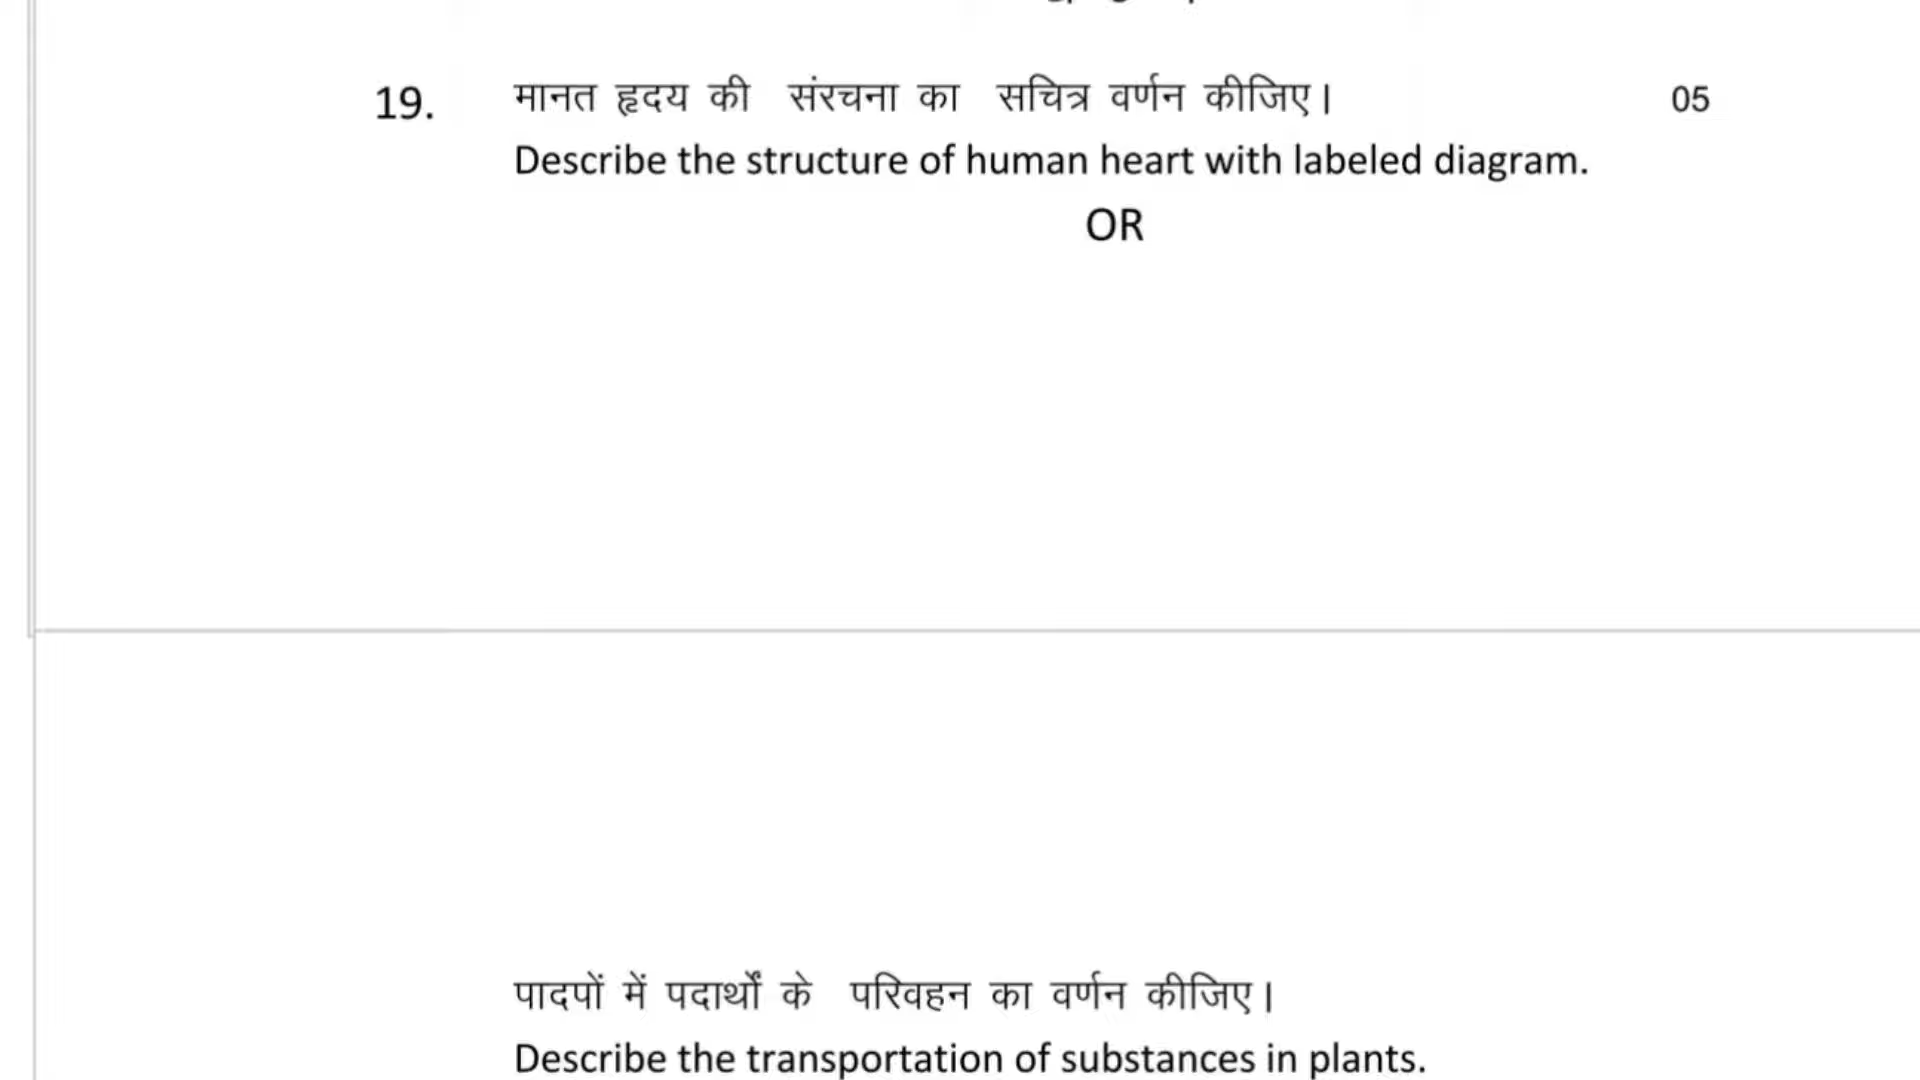 19. मानत हृदय की संरचना का सचित्र वर्णन कीजिए। 05
Describe the structure of human heart with labeled diagram.
OR
पादपों में पदार्थों के परिवहन का वर्णन कीजिए।
Describe the transportation of substances in plants.